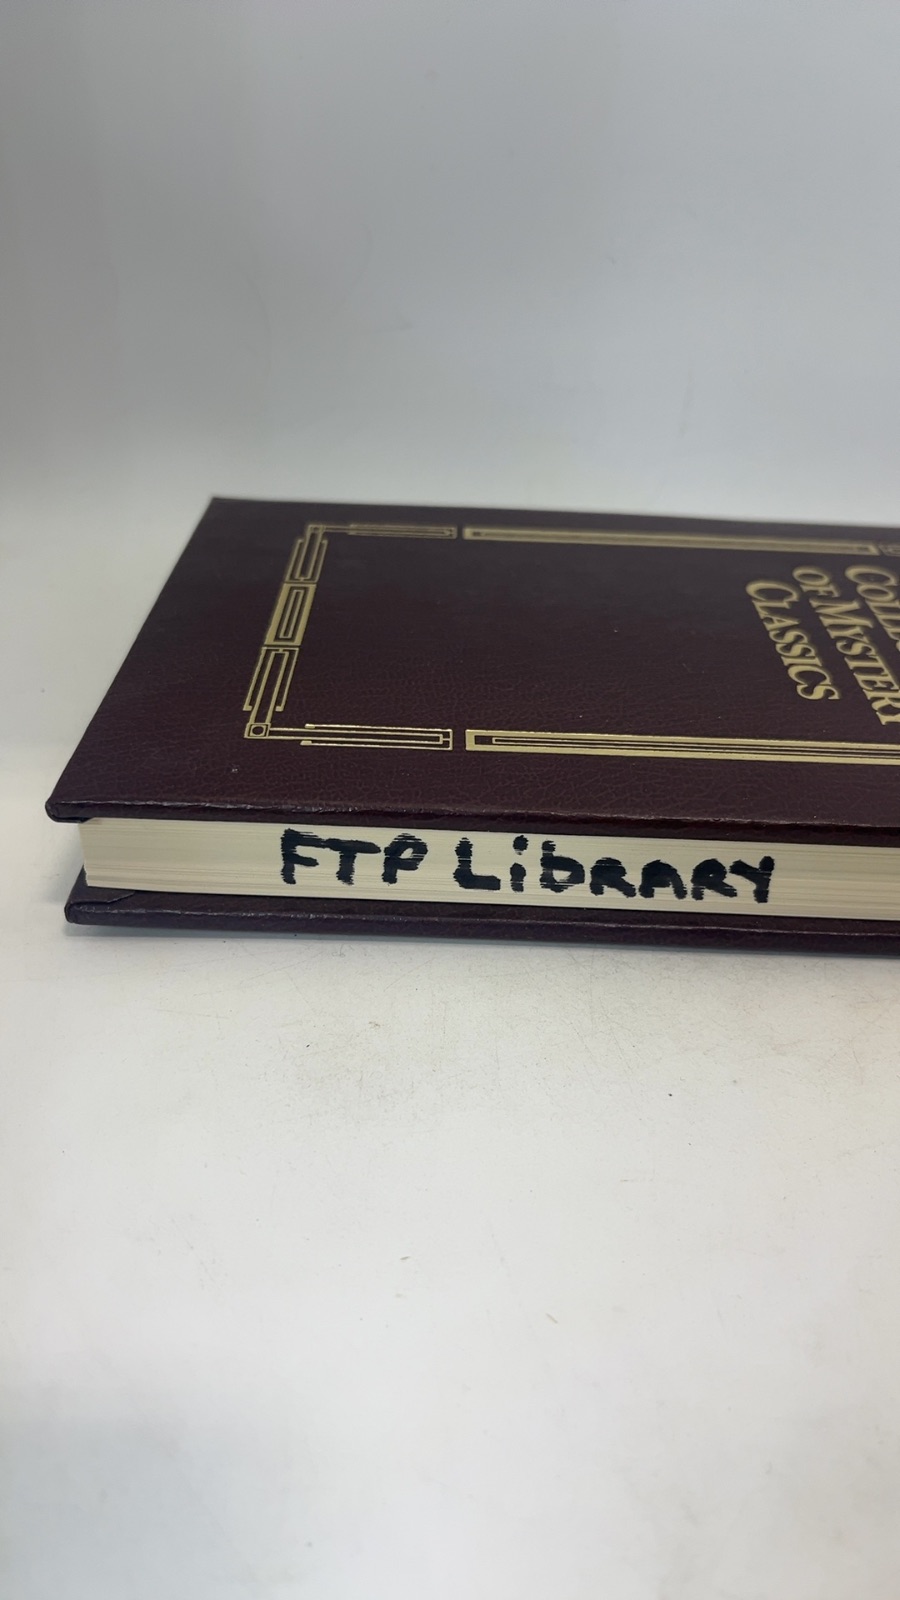 OF MYSTERY
CLASSICS
FTP LibRARY